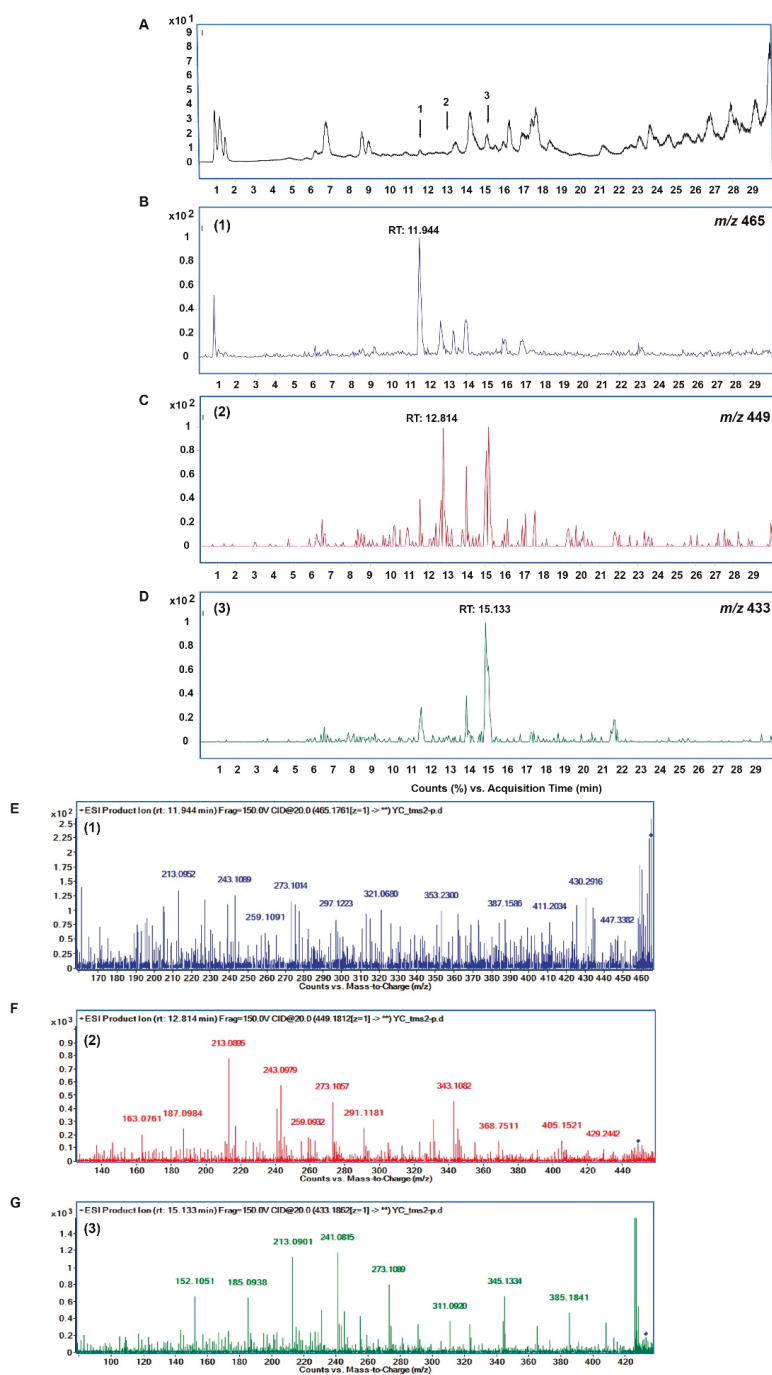 A
x10 1
9
8
7
6
5
4
3
2
1
0
1
2
3
1 2 3 4 5 6 7 8 9 10 11 12 13 14 15 16 17 18 19 20 21 22 23 24 25 26 27 28 29
B
x10 2
(1)
m/z 465
RT: 11.944
1
0.8
0.6
0.4
0.2
0
1 2 3 4 5 6 7 8 9 10 11 12 13 14 15 16 17 18 19 20 21 22 23 24 25 26 27 28 29
C
x10 2
(2)
m/z 449
RT: 12.814
1
0.8
0.6
0.4
0.2
0
1 2 3 4 5 6 7 8 9 10 11 12 13 14 15 16 17 18 19 20 21 22 23 24 25 26 27 28 29
D
x10 2
(3)
m/z 433
RT: 15.133
1
0.8
0.6
0.4
0.2
0
1 2 3 4 5 6 7 8 9 10 11 12 13 14 15 16 17 18 19 20 21 22 23 24 25 26 27 28 29
Counts (%) vs. Acquisition Time (min)
E
x10 2
+ESI Product Ion (rt: 11.944 min) Frag=150.0V CID@20.0 (465.1761[z=1] -> **) YC_tms2-p.d
(1)
2.5
2.25
2
1.75
1.5
1.25
1
0.75
0.5
0.25
0
213.0952
243.1089
259.1091
273.1014
297.1223
321.0680
353.2300
387.1586
411.2034
430.2916
447.3382
170 180 190 200 210 220 230 240 250 260 270 280 290 300 310 320 330 340 350 360 370 380 390 400 410 420 430 440 450 460
Counts vs. Mass-to-Charge (m/z)
F
x10 3
+ESI Product Ion (rt: 12.814 min) Frag=150.0V CID@20.0 (449.1812[z=1] -> **) YC_tms2-p.d
(2)
1
0.9
0.8
0.7
0.6
0.5
0.4
0.3
0.2
0.1
0
163.0761
187.0984
213.0895
243.0979
259.0932
273.1057
291.1181
343.1082
368.7511
405.1521
429.2442
140 160 180 200 220 240 260 280 300 320 340 360 380 400 420 440
Counts vs. Mass-to-Charge (m/z)
G
x10 3
+ESI Product Ion (rt: 15.133 min) Frag=150.0V CID@20.0 (433.1862[z=1] -> **) YC_tms2-p.d
(3)
1.4
1.2
1
0.8
0.6
0.4
0.2
0
152.1051
185.0938
213.0901
241.0815
273.1089
311.0920
345.1334
385.1841
100 120 140 160 180 200 220 240 260 280 300 320 340 360 380 400 420
Counts vs. Mass-to-Charge (m/z)